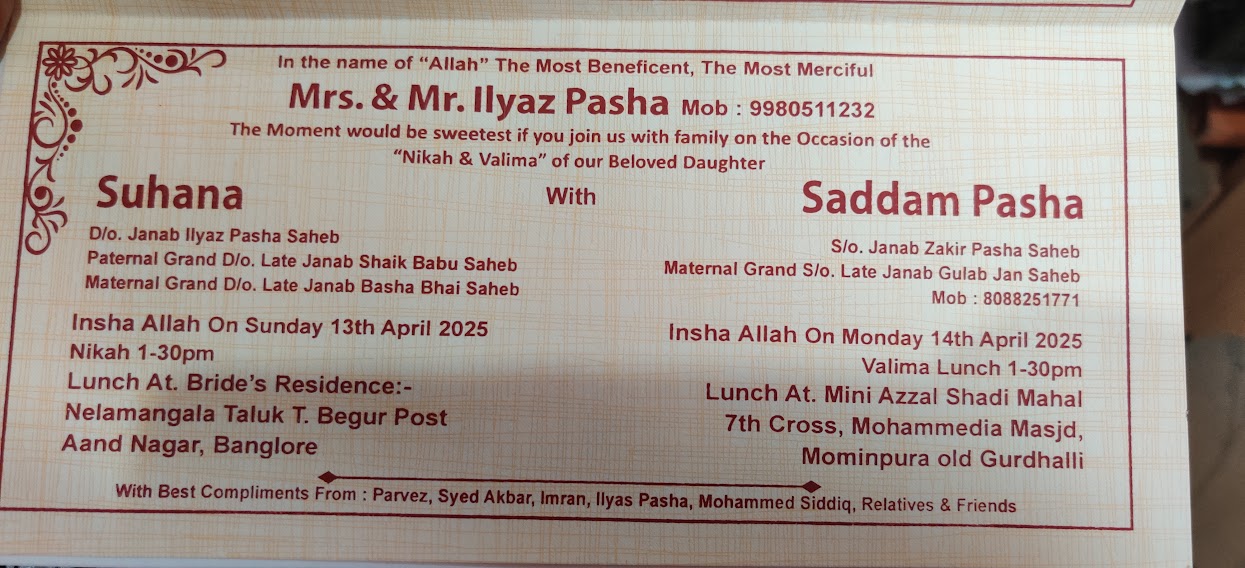 In the name of “Allah” The Most Beneficent, The Most Merciful
Mrs. & Mr. Ilyaz Pasha Mob : 9980511232
The Moment would be sweetest if you join us with family on the Occasion of the
“Nikah & Valima” of our Beloved Daughter
Suhana With Saddam Pasha
D/o. Janab Ilyaz Pasha Saheb
Paternal Grand D/o. Late Janab Shaik Babu Saheb
Maternal Grand D/o. Late Janab Basha Bhai Saheb
S/o. Janab Zakir Pasha Saheb
Maternal Grand S/o. Late Janab Gulab Jan Saheb
Mob : 8088251771
Insha Allah On Sunday 13th April 2025
Nikah 1-30pm
Lunch At. Bride’s Residence:-
Nelamangala Taluk T. Begur Post
Aand Nagar, Banglore
Insha Allah On Monday 14th April 2025
Valima Lunch 1-30pm
Lunch At. Mini Azzal Shadi Mahal
7th Cross, Mohammedia Masjd,
Mominpura old Gurdhalli
With Best Compliments From : Parvez, Syed Akbar, Imran, Ilyas Pasha, Mohammed Siddiq, Relatives & Friends